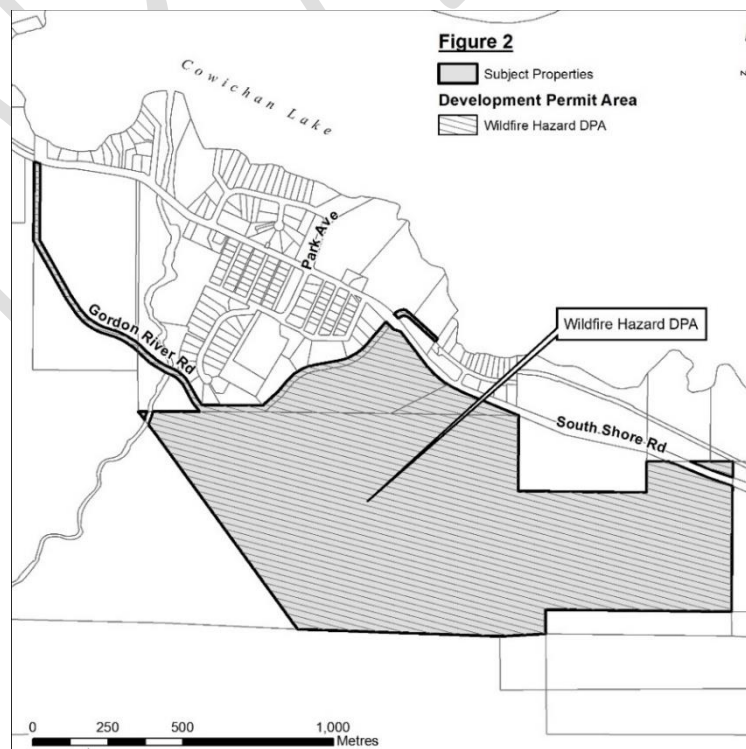 Figure 2
Subject Properties
Development Permit Area
Wildfire Hazard DPA
Cowichan Lake
Park Ave
Wildfire Hazard DPA
Gordon River Rd
South Shore Rd
0 250 500 1,000
Metres